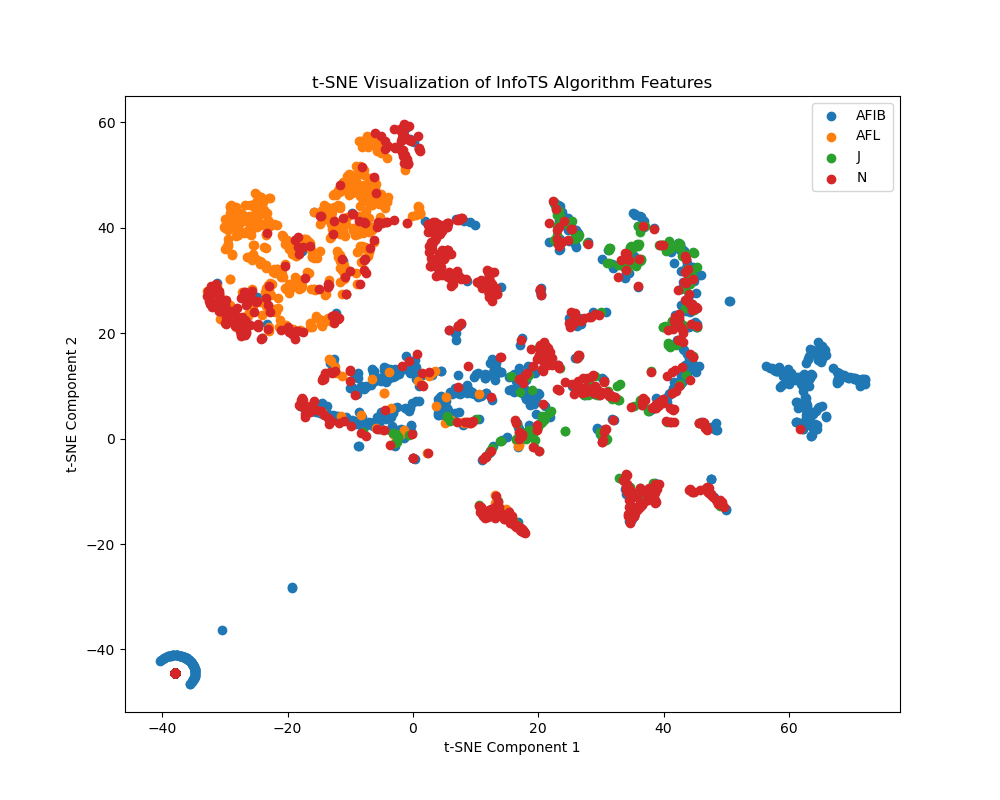 t-SNE Visualization of InfoTS Algorithm Features
AFIB
AFL
J
N
60
40
20
0
−20
−40
t-SNE Component 2
−40
−20
0
20
40
60
t-SNE Component 1